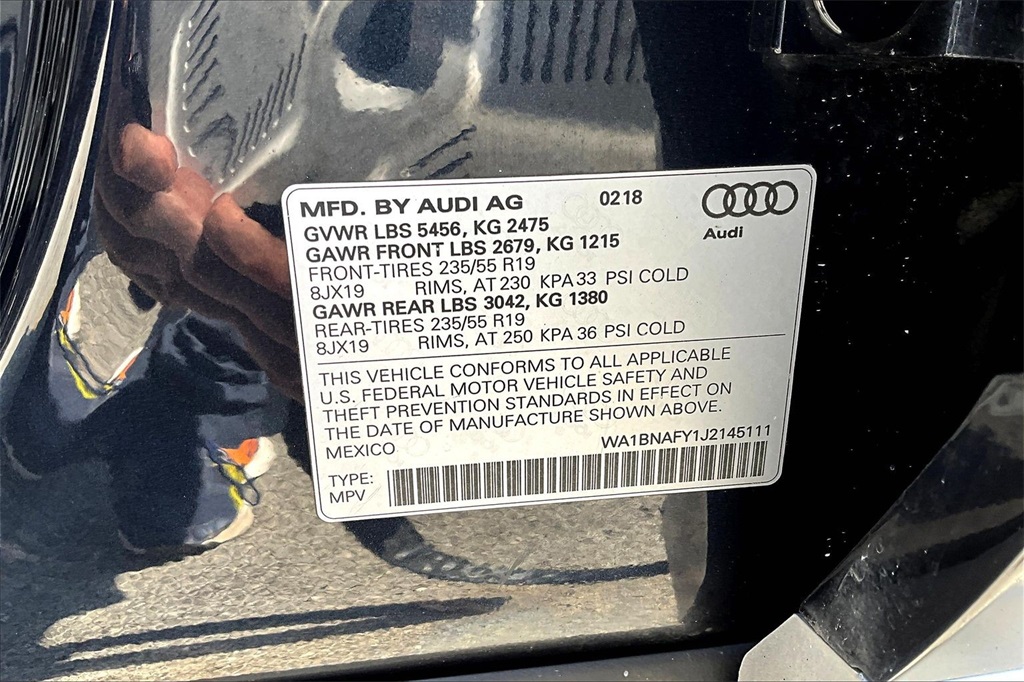 MFD. BY AUDI AG 0218
Audi
GVWR LBS 5456, KG 2475
GAWR FRONT LBS 2679, KG 1215
FRONT-TIRES 235/55 R19
8JX19 RIMS, AT 230 KPA 33 PSI COLD
GAWR REAR LBS 3042, KG 1380
REAR-TIRES 235/55 R19
8JX19 RIMS, AT 250 KPA 36 PSI COLD
THIS VEHICLE CONFORMS TO ALL APPLICABLE
U.S. FEDERAL MOTOR VEHICLE SAFETY AND
THEFT PREVENTION STANDARDS IN EFFECT ON
THE DATE OF MANUFACTURE SHOWN ABOVE.
MEXICO WA1BNAFY1J2145111
TYPE:
MPV